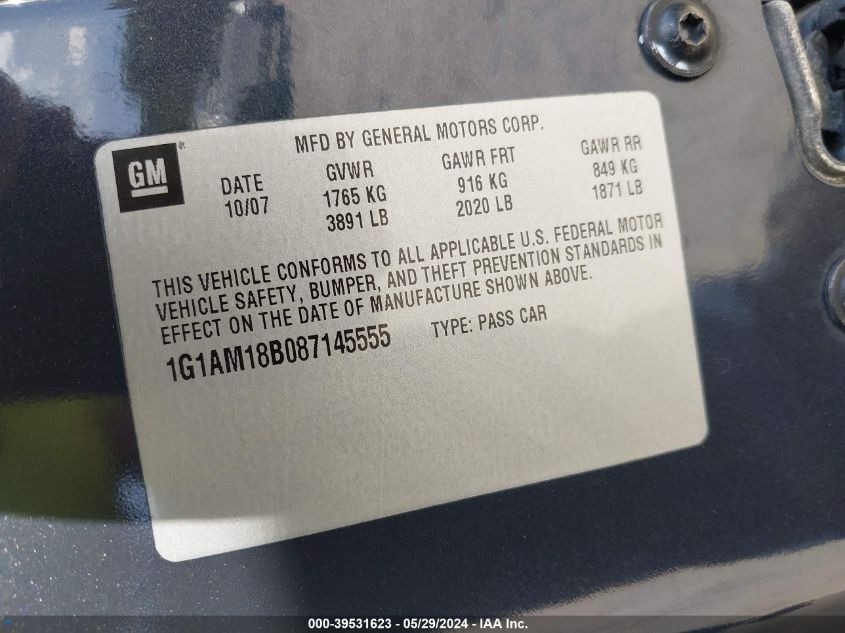 MFD BY GENERAL MOTORS CORP.
GM®
DATE GVWR GAWR FRT GAWR RR
10/07 1765 KG 916 KG 849 KG
3891 LB 2020 LB 1871 LB
THIS VEHICLE CONFORMS TO ALL APPLICABLE U.S. FEDERAL MOTOR
VEHICLE SAFETY, BUMPER, AND THEFT PREVENTION STANDARDS IN
EFFECT ON THE DATE OF MANUFACTURE SHOWN ABOVE.
1G1AM18B087145555 TYPE: PASS CAR
000-39531623 - 05/29/2024 - IAA Inc.